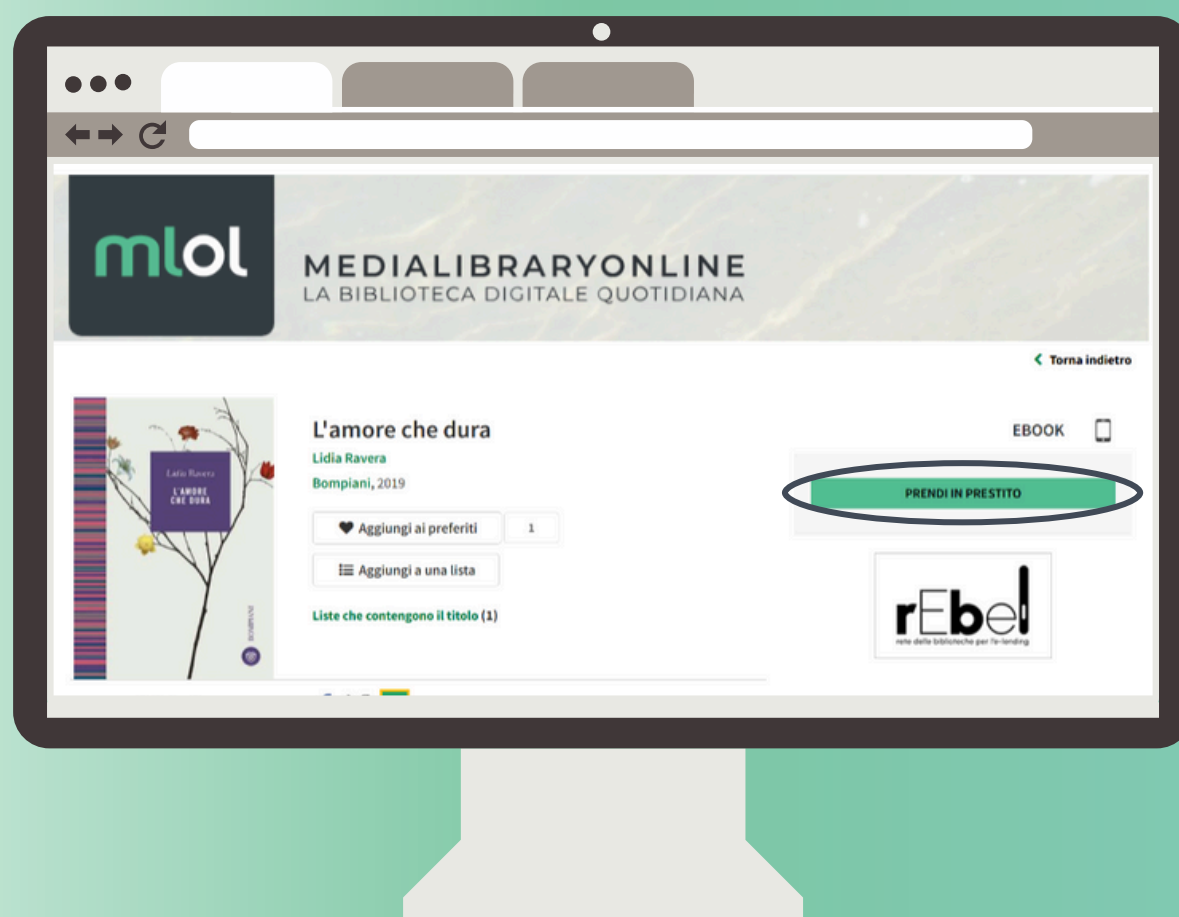 mlol
MEDIALIBRARYONLINE
LA BIBLIOTECA DIGITALE QUOTIDIANA
Torna indietro
Lidia Ravera
L'AMORE
CHE DURA
BOMPIANI
L'amore che dura
Lidia Ravera
Bompiani, 2019
Aggiungi ai preferiti 1
Aggiungi a una lista
Liste che contengono il titolo (1)
EBOOK
PRENDI IN PRESTITO
rEbel
rete delle biblioteche per l'e-lending